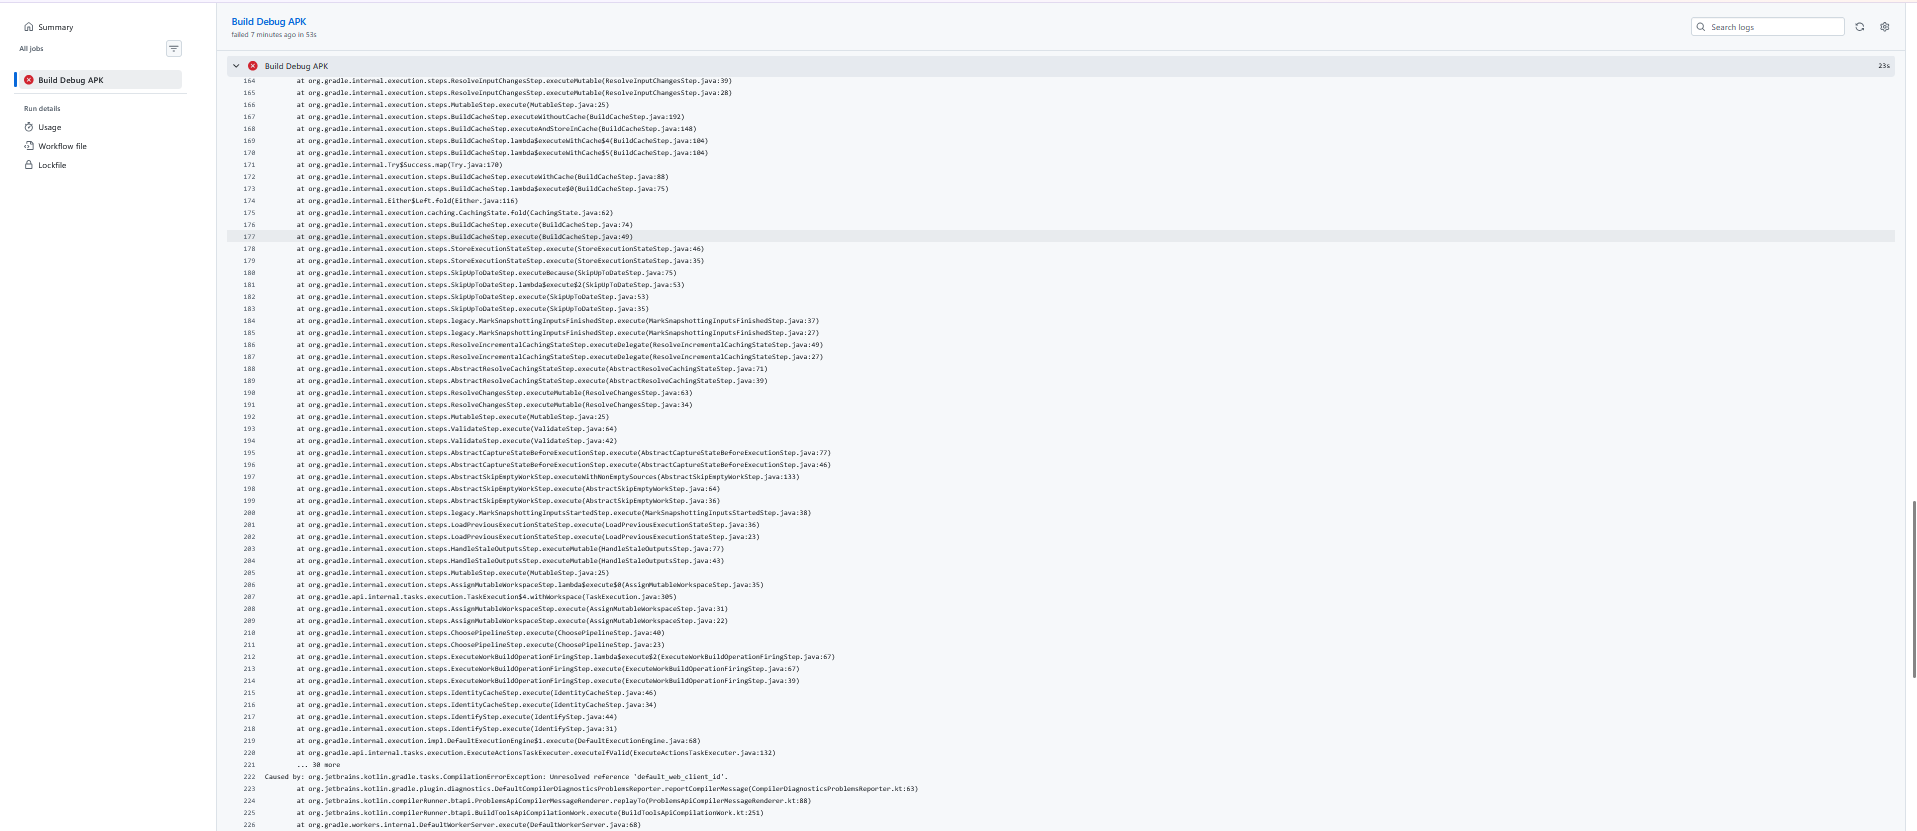 Summary
All jobs
Build Debug APK
Run details
Usage
Workflow file
Lockfile
Build Debug APK
failed 7 minutes ago in 53s
Search logs
Build Debug APK
23s
164 at org.gradle.internal.execution.steps.ResolveInputChangesStep.executeMutable(ResolveInputChangesStep.java:39)
165 at org.gradle.internal.execution.steps.ResolveInputChangesStep.executeMutable(ResolveInputChangesStep.java:28)
166 at org.gradle.internal.execution.steps.MutableStep.execute(MutableStep.java:25)
167 at org.gradle.internal.execution.steps.BuildCacheStep.executeWithoutCache(BuildCacheStep.java:192)
168 at org.gradle.internal.execution.steps.BuildCacheStep.executeAndStoreInCache(BuildCacheStep.java:148)
169 at org.gradle.internal.execution.steps.BuildCacheStep.lambda$executeWithCache$4(BuildCacheStep.java:104)
170 at org.gradle.internal.execution.steps.BuildCacheStep.lambda$executeWithCache$5(BuildCacheStep.java:104)
171 at org.gradle.internal.Try$Success.map(Try.java:170)
172 at org.gradle.internal.execution.steps.BuildCacheStep.executeWithCache(BuildCacheStep.java:88)
173 at org.gradle.internal.execution.steps.BuildCacheStep.lambda$execute$0(BuildCacheStep.java:75)
174 at org.gradle.internal.Either$Left.fold(Either.java:116)
175 at org.gradle.internal.execution.caching.CachingState.fold(CachingState.java:62)
176 at org.gradle.internal.execution.steps.BuildCacheStep.execute(BuildCacheStep.java:74)
177 at org.gradle.internal.execution.steps.BuildCacheStep.execute(BuildCacheStep.java:49)
178 at org.gradle.internal.execution.steps.StoreExecutionStateStep.execute(StoreExecutionStateStep.java:46)
179 at org.gradle.internal.execution.steps.StoreExecutionStateStep.execute(StoreExecutionStateStep.java:35)
180 at org.gradle.internal.execution.steps.SkipUpToDateStep.executeBecause(SkipUpToDateStep.java:75)
181 at org.gradle.internal.execution.steps.SkipUpToDateStep.lambda$execute$2(SkipUpToDateStep.java:53)
182 at org.gradle.internal.execution.steps.SkipUpToDateStep.execute(SkipUpToDateStep.java:53)
183 at org.gradle.internal.execution.steps.SkipUpToDateStep.execute(SkipUpToDateStep.java:35)
184 at org.gradle.internal.execution.steps.legacy.MarkSnapshottingInputsFinishedStep.execute(MarkSnapshottingInputsFinishedStep.java:37)
185 at org.gradle.internal.execution.steps.legacy.MarkSnapshottingInputsFinishedStep.execute(MarkSnapshottingInputsFinishedStep.java:27)
186 at org.gradle.internal.execution.steps.ResolveIncrementalCachingStateStep.executeDelegate(ResolveIncrementalCachingStateStep.java:49)
187 at org.gradle.internal.execution.steps.ResolveIncrementalCachingStateStep.executeDelegate(ResolveIncrementalCachingStateStep.java:27)
188 at org.gradle.internal.execution.steps.AbstractResolveCachingStateStep.execute(AbstractResolveCachingStateStep.java:71)
189 at org.gradle.internal.execution.steps.AbstractResolveCachingStateStep.execute(AbstractResolveCachingStateStep.java:39)
190 at org.gradle.internal.execution.steps.ResolveChangesStep.executeMutable(ResolveChangesStep.java:63)
191 at org.gradle.internal.execution.steps.ResolveChangesStep.executeMutable(ResolveChangesStep.java:34)
192 at org.gradle.internal.execution.steps.MutableStep.execute(MutableStep.java:25)
193 at org.gradle.internal.execution.steps.ValidateStep.execute(ValidateStep.java:64)
194 at org.gradle.internal.execution.steps.ValidateStep.execute(ValidateStep.java:42)
195 at org.gradle.internal.execution.steps.AbstractCaptureStateBeforeExecutionStep.execute(AbstractCaptureStateBeforeExecutionStep.java:77)
196 at org.gradle.internal.execution.steps.AbstractCaptureStateBeforeExecutionStep.execute(AbstractCaptureStateBeforeExecutionStep.java:46)
197 at org.gradle.internal.execution.steps.AbstractSkipEmptyWorkStep.executeWithNonEmptySources(AbstractSkipEmptyWorkStep.java:133)
198 at org.gradle.internal.execution.steps.AbstractSkipEmptyWorkStep.execute(AbstractSkipEmptyWorkStep.java:64)
199 at org.gradle.internal.execution.steps.AbstractSkipEmptyWorkStep.execute(AbstractSkipEmptyWorkStep.java:36)
200 at org.gradle.internal.execution.steps.legacy.MarkSnapshottingInputsStartedStep.execute(MarkSnapshottingInputsStartedStep.java:38)
201 at org.gradle.internal.execution.steps.LoadPreviousExecutionStateStep.execute(LoadPreviousExecutionStateStep.java:36)
202 at org.gradle.internal.execution.steps.LoadPreviousExecutionStateStep.execute(LoadPreviousExecutionStateStep.java:23)
203 at org.gradle.internal.execution.steps.HandleStaleOutputsStep.executeMutable(HandleStaleOutputsStep.java:77)
204 at org.gradle.internal.execution.steps.HandleStaleOutputsStep.executeMutable(HandleStaleOutputsStep.java:43)
205 at org.gradle.internal.execution.steps.MutableStep.execute(MutableStep.java:25)
206 at org.gradle.internal.execution.steps.AssignMutableWorkspaceStep.lambda$execute$0(AssignMutableWorkspaceStep.java:35)
207 at org.gradle.api.internal.tasks.execution.TaskExecution$4.withWorkspace(TaskExecution.java:305)
208 at org.gradle.internal.execution.steps.AssignMutableWorkspaceStep.execute(AssignMutableWorkspaceStep.java:31)
209 at org.gradle.internal.execution.steps.AssignMutableWorkspaceStep.execute(AssignMutableWorkspaceStep.java:22)
210 at org.gradle.internal.execution.steps.ChoosePipelineStep.execute(ChoosePipelineStep.java:40)
211 at org.gradle.internal.execution.steps.ChoosePipelineStep.execute(ChoosePipelineStep.java:23)
212 at org.gradle.internal.execution.steps.ExecuteWorkBuildOperationFiringStep.lambda$execute$2(ExecuteWorkBuildOperationFiringStep.java:67)
213 at org.gradle.internal.execution.steps.ExecuteWorkBuildOperationFiringStep.execute(ExecuteWorkBuildOperationFiringStep.java:67)
214 at org.gradle.internal.execution.steps.ExecuteWorkBuildOperationFiringStep.execute(ExecuteWorkBuildOperationFiringStep.java:39)
215 at org.gradle.internal.execution.steps.IdentityCacheStep.execute(IdentityCacheStep.java:46)
216 at org.gradle.internal.execution.steps.IdentityCacheStep.execute(IdentityCacheStep.java:34)
217 at org.gradle.internal.execution.steps.IdentifyStep.execute(IdentifyStep.java:44)
218 at org.gradle.internal.execution.steps.IdentifyStep.execute(IdentifyStep.java:31)
219 at org.gradle.internal.execution.impl.DefaultExecutionEngine$1.execute(DefaultExecutionEngine.java:68)
220 at org.gradle.api.internal.tasks.execution.ExecuteActionsTaskExecuter.executeIfValid(ExecuteActionsTaskExecuter.java:132)
221 ... 30 more
222 Caused by: org.jetbrains.kotlin.gradle.tasks.CompilationErrorException: Unresolved reference 'default_web_client_id'.
223 at org.jetbrains.kotlin.gradle.plugin.diagnostics.DefaultCompilerDiagnosticsProblemsReporter.reportCompilerMessage(CompilerDiagnosticsProblemsReporter.kt:63)
224 at org.jetbrains.kotlin.compilerRunner.btapi.ProblemsApiCompilerMessageRenderer.replayTo(ProblemsApiCompilerMessageRenderer.kt:88)
225 at org.jetbrains.kotlin.compilerRunner.btapi.BuildToolsApiCompilationWork.execute(BuildToolsApiCompilationWork.kt:251)
226 at org.gradle.workers.internal.DefaultWorkerServer.execute(DefaultWorkerServer.java:68)